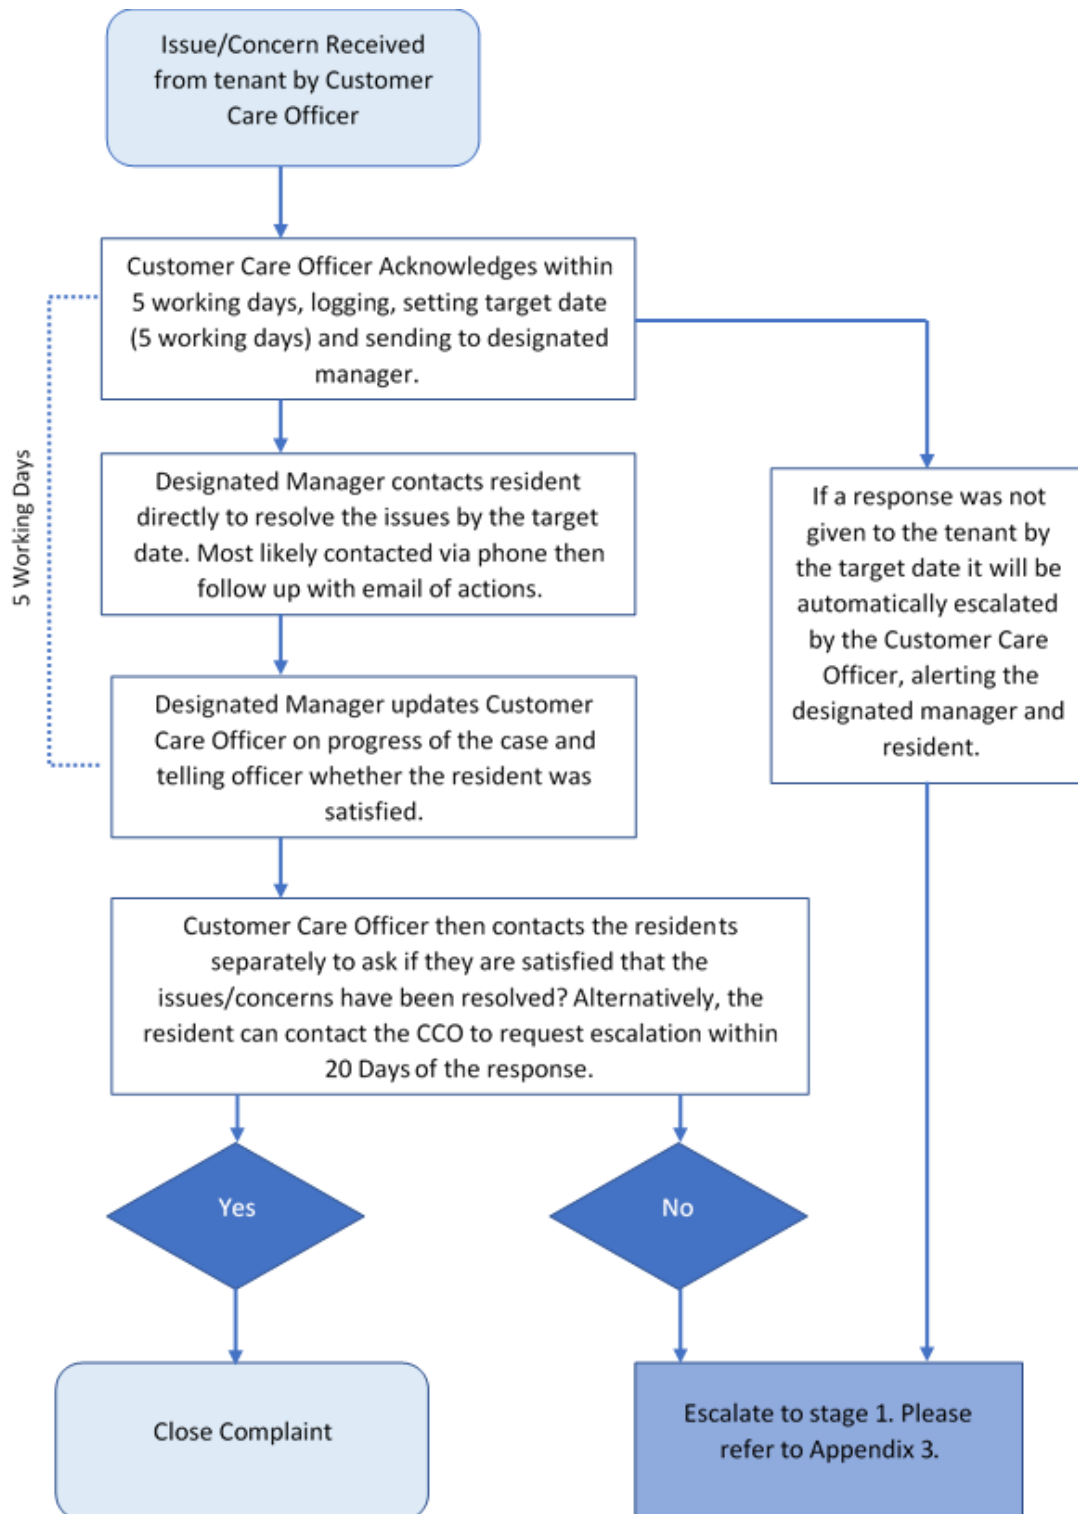 Issue/Concern Received
from tenant by Customer
Care Officer
Customer Care Officer Acknowledges within
5 working days, logging, setting target date
(5 working days) and sending to designated
manager.
5 Working Days
Designated Manager contacts resident
directly to resolve the issues by the target
date. Most likely contacted via phone then
follow up with email of actions.
If a response was not
given to the tenant by
the target date it will be
automatically escalated
by the Customer Care
Officer, alerting the
designated manager and
resident.
Designated Manager updates Customer
Care Officer on progress of the case and
telling officer whether the resident was
satisfied.
Customer Care Officer then contacts the residents
separately to ask if they are satisfied that the
issues/concerns have been resolved? Alternatively, the
resident can contact the CCO to request escalation within
20 Days of the response.
Yes
No
Close Complaint
Escalate to stage 1. Please
refer to Appendix 3.